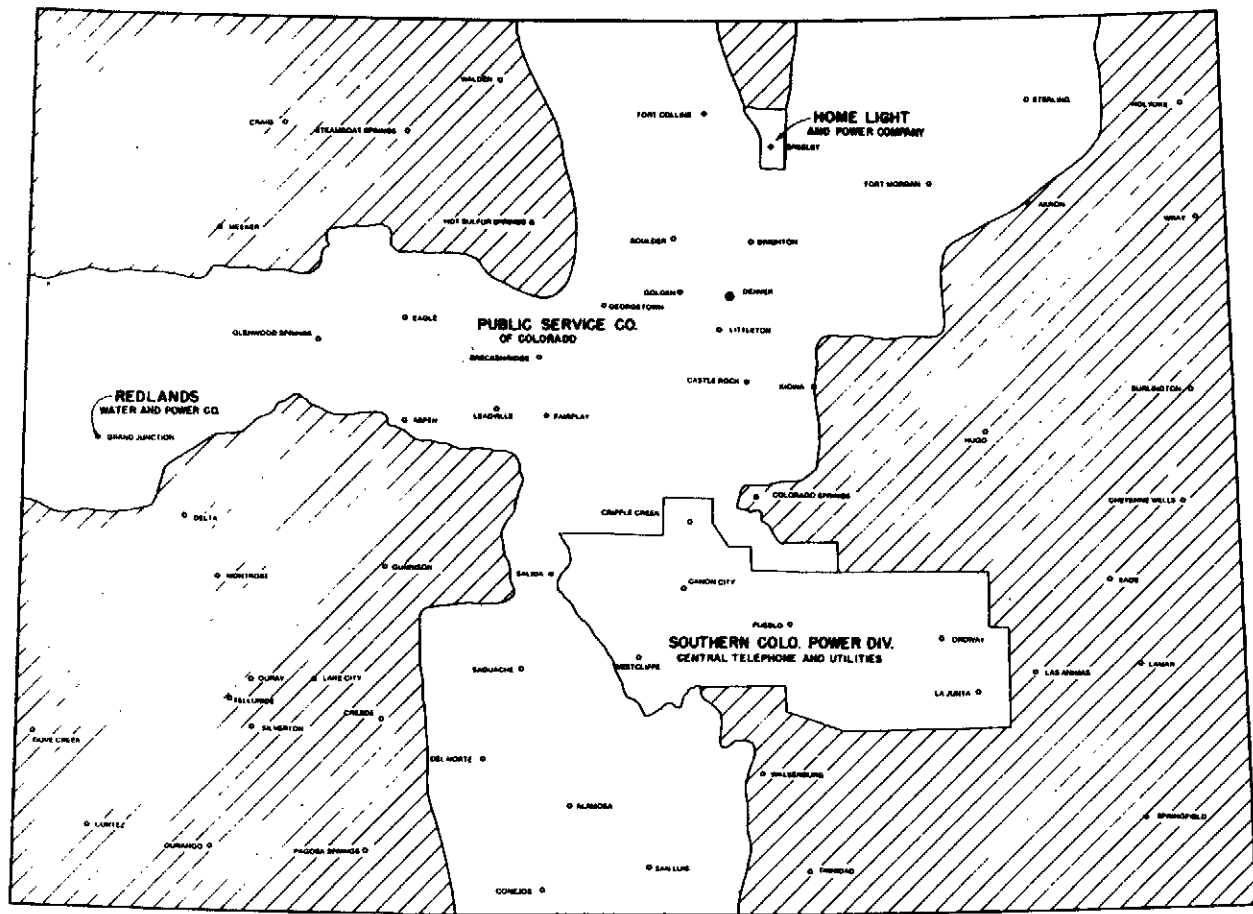 WALDEN
CRAIG
STEAMBOAT SPRINGS
FORT COLLINS
HOME LIGHT
AND POWER COMPANY
GREELEY
STERLING
HOLYOKE
FORT MORGAN
MEEKER
HOT SULFUR SPRINGS
AKRON
WRAY
BOULDER
BRIGHTON
GOLDEN
DENVER
GEORGETOWN
EAGLE
GLENWOOD SPRINGS
PUBLIC SERVICE CO.
OF COLORADO
LITTLETON
BRECKENRIDGE
CASTLE ROCK
KIOWA
BURLINGTON
REDLANDS
WATER AND POWER CO.
GRAND JUNCTION
ASPEN
LEADVILLE
FAIRPLAY
HUGO
COLORADO SPRINGS
CHEYENNE WELLS
DELTA
CRIPPLE CREEK
MONTROSE
GUNNISON
SALIDA
CANON CITY
EADS
PUEBLO
ORDWAY
SOUTHERN COLO. POWER DIV.
CENTRAL TELEPHONE AND UTILITIES
WESTCLIFFE
SAGUACHE
LAS ANIMAS
LAMAR
OURAY
LAKE CITY
LA JUNTA
TELLURIDE
SILVERTON
CREEDE
DOVE CREEK
DEL NORTE
WALSENBURG
ALAMOSA
CORTEZ
SPRINGFIELD
DURANGO
PAGOSA SPRINGS
SAN LUIS
TRINIDAD
CONEJOS